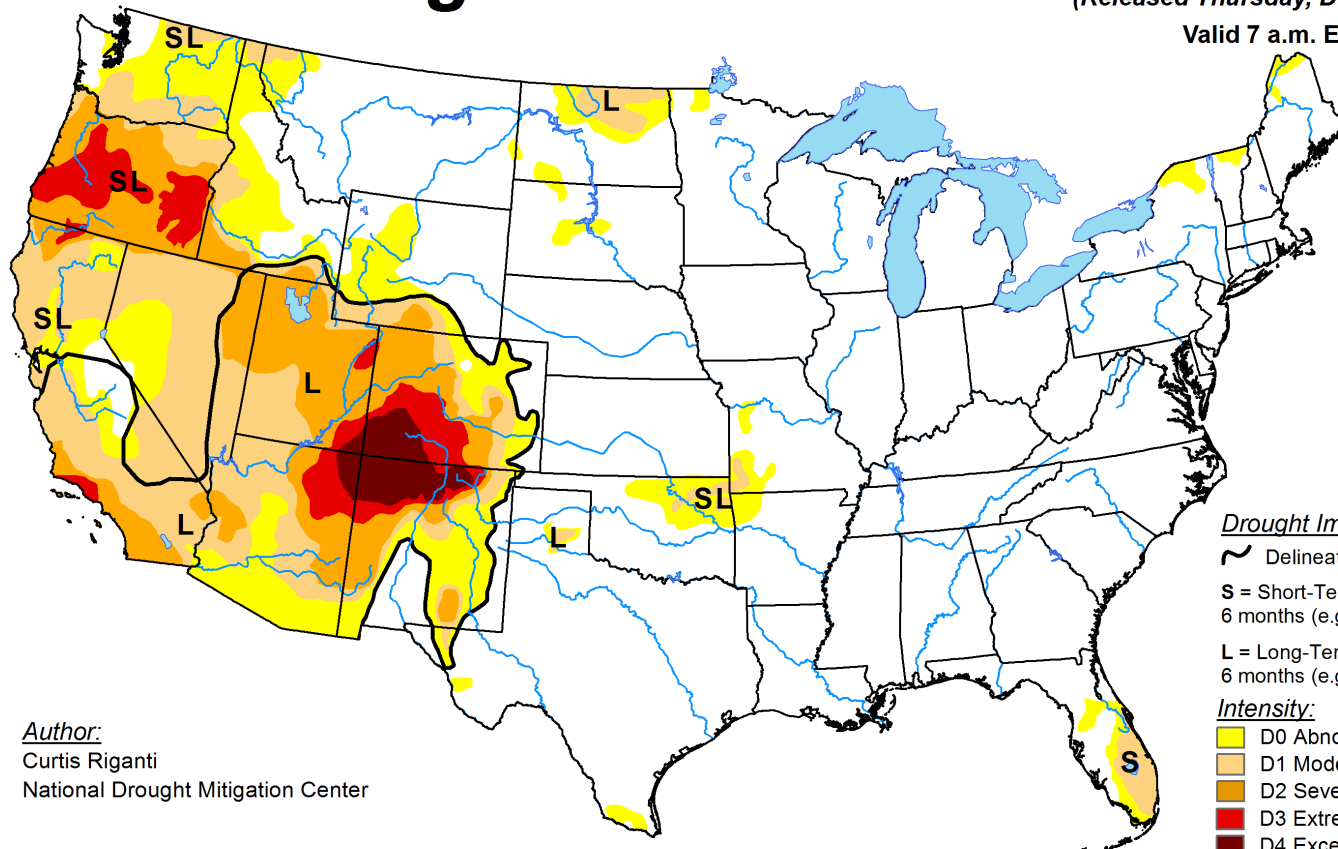 (Released Thursday, D
Valid 7 a.m. E
SL
L
SL
SL
L
L
SL
L
S
Drought Im
Delineat
S = Short-Te
6 months (e.g
L = Long-Ter
6 months (e.g
Intensity:
D0 Abno
D1 Mode
D2 Seve
D3 Extre
D4 Exce
Author:
Curtis Riganti
National Drought Mitigation Center